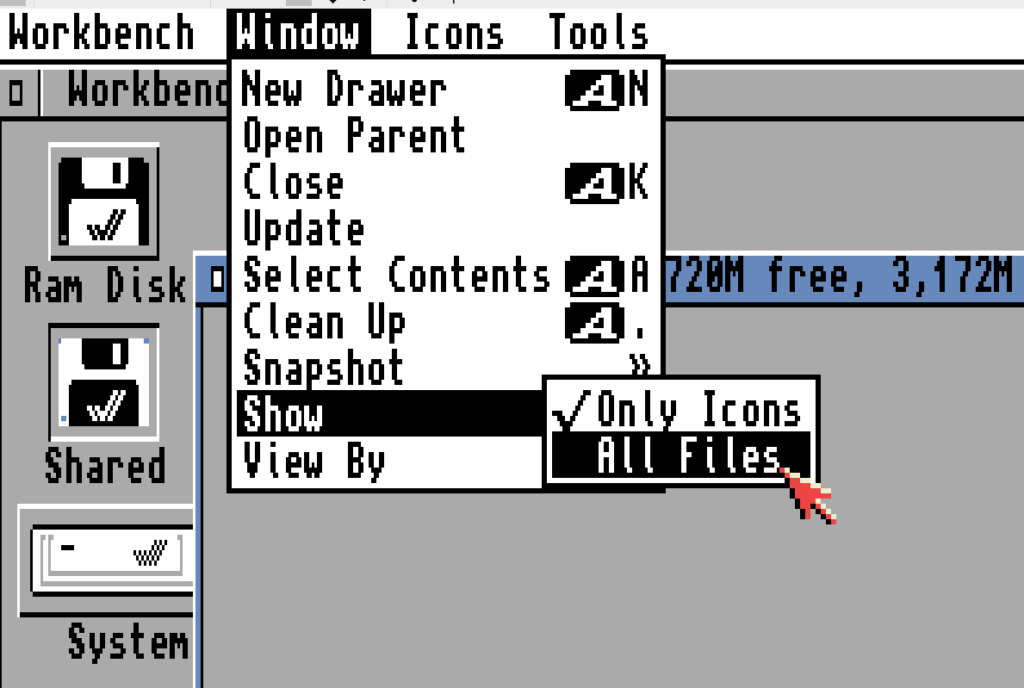 Workbench Window Icons Tools
Workbenc
New Drawer A N
Open Parent
Close A K
Update
Select Contents A A
720M free, 3,172M
Clean Up A .
Snapshot »
Show
✓Only Icons
All Files
View By
Ram Disk
Shared
System